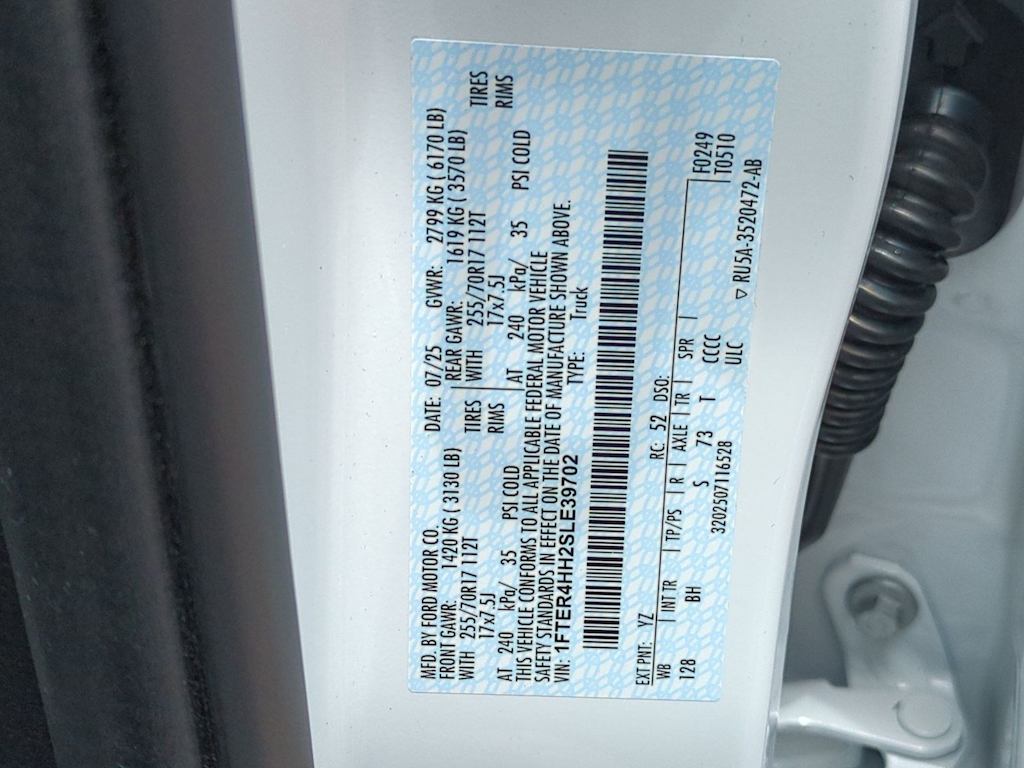 MFD. BY FORD MOTOR CO.
DATE: 07/25 GVWR: 2799 KG ( 6170 LB)
FRONT GAWR: 1420 KG ( 3130 LB)
REAR GAWR: 1619 KG ( 3570 LB)
WITH 255/70R17 112T TIRES
WITH 255/70R17 112T TIRES
17x7.5J RIMS
17x7.5J RIMS
AT 240 kPa/ 35 PSI COLD
AT 240 kPa/ 35 PSI COLD
THIS VEHICLE CONFORMS TO ALL APPLICABLE FEDERAL MOTOR VEHICLE
SAFETY STANDARDS IN EFFECT ON THE DATE OF MANUFACTURE SHOWN ABOVE.
VIN: 1FTER4HH2SLE39702
TYPE: Truck
EXT PNT: YZ RC: 52 DSO:
F0249
WB INT TR TP/PS R AXLE TR SPR T0510
128 BH S 73 T CCCC
320250711652​8 ULC
RU5A-3520472-AB